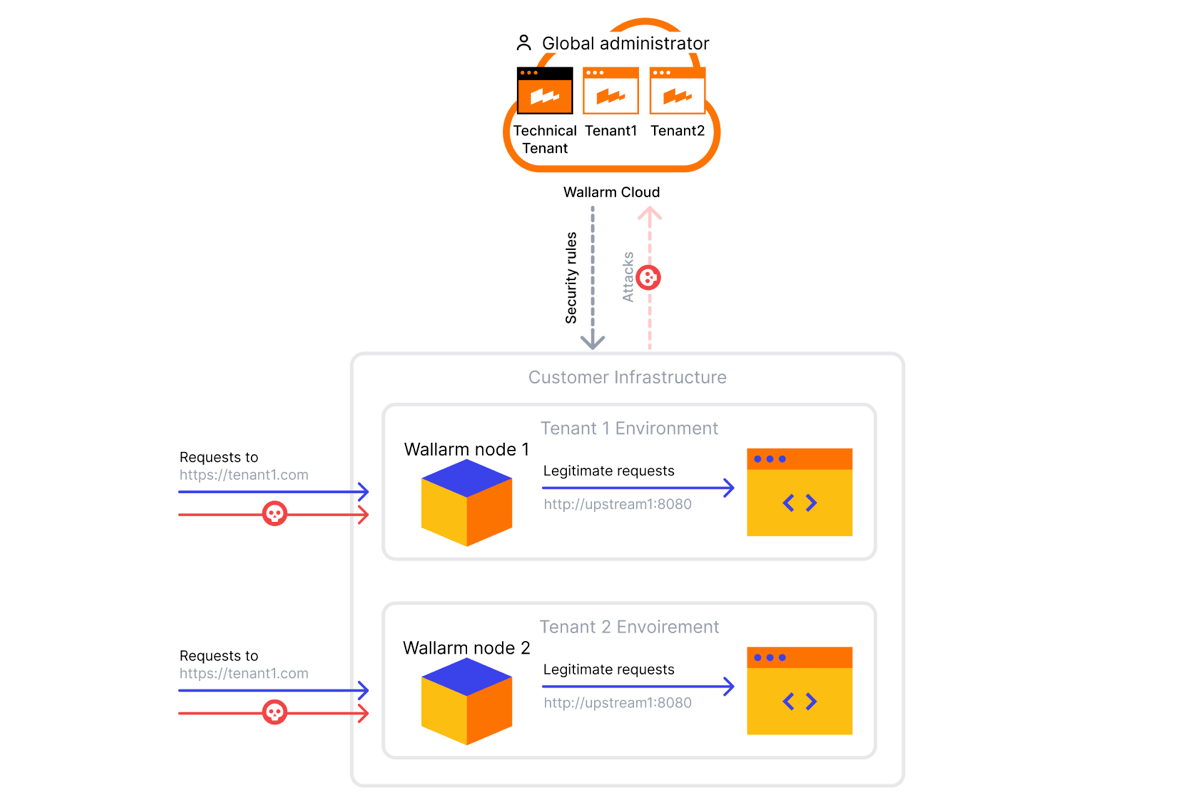 Global administrator
Technical
Tenant
Tenant1
Tenant2
Wallarm Cloud
Security rules
Attacks
Customer Infrastructure
Tenant 1 Environment
Wallarm node 1
Requests to
https://tenant1.com
Legitimate requests
http://upstream1:8080
Tenant 2 Envoirement
Wallarm node 2
Requests to
https://tenant1.com
Legitimate requests
http://upstream1:8080